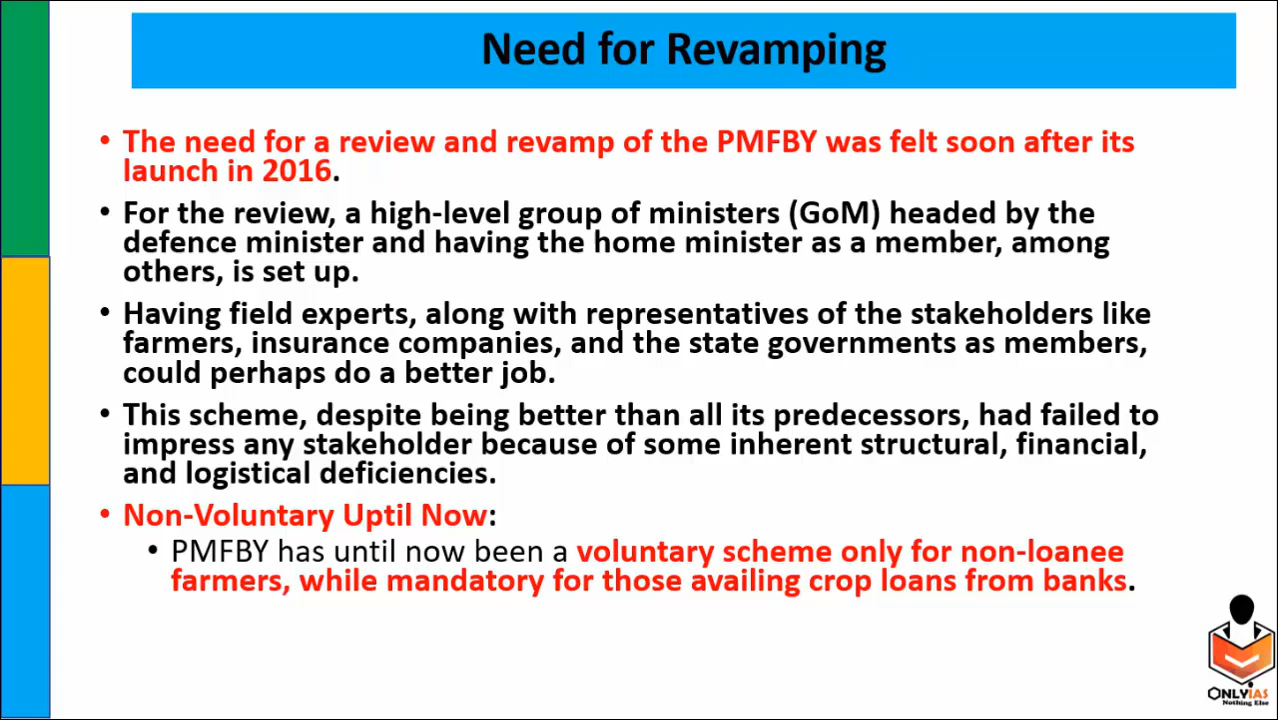 Need for Revamping
• The need for a review and revamp of the PMFBY was felt soon after its
launch in 2016.
• For the review, a high-level group of ministers (GoM) headed by the
defence minister and having the home minister as a member, among
others, is set up.
• Having field experts, along with representatives of the stakeholders like
farmers, insurance companies, and the state governments as members,
could perhaps do a better job.
• This scheme, despite being better than all its predecessors, had failed to
impress any stakeholder because of some inherent structural, financial,
and logistical deficiencies.
• Non-Voluntary Uptil Now:
• PMFBY has until now been a voluntary scheme only for non-loanee
farmers, while mandatory for those availing crop loans from banks.
ONLYIAS
Nothing Else